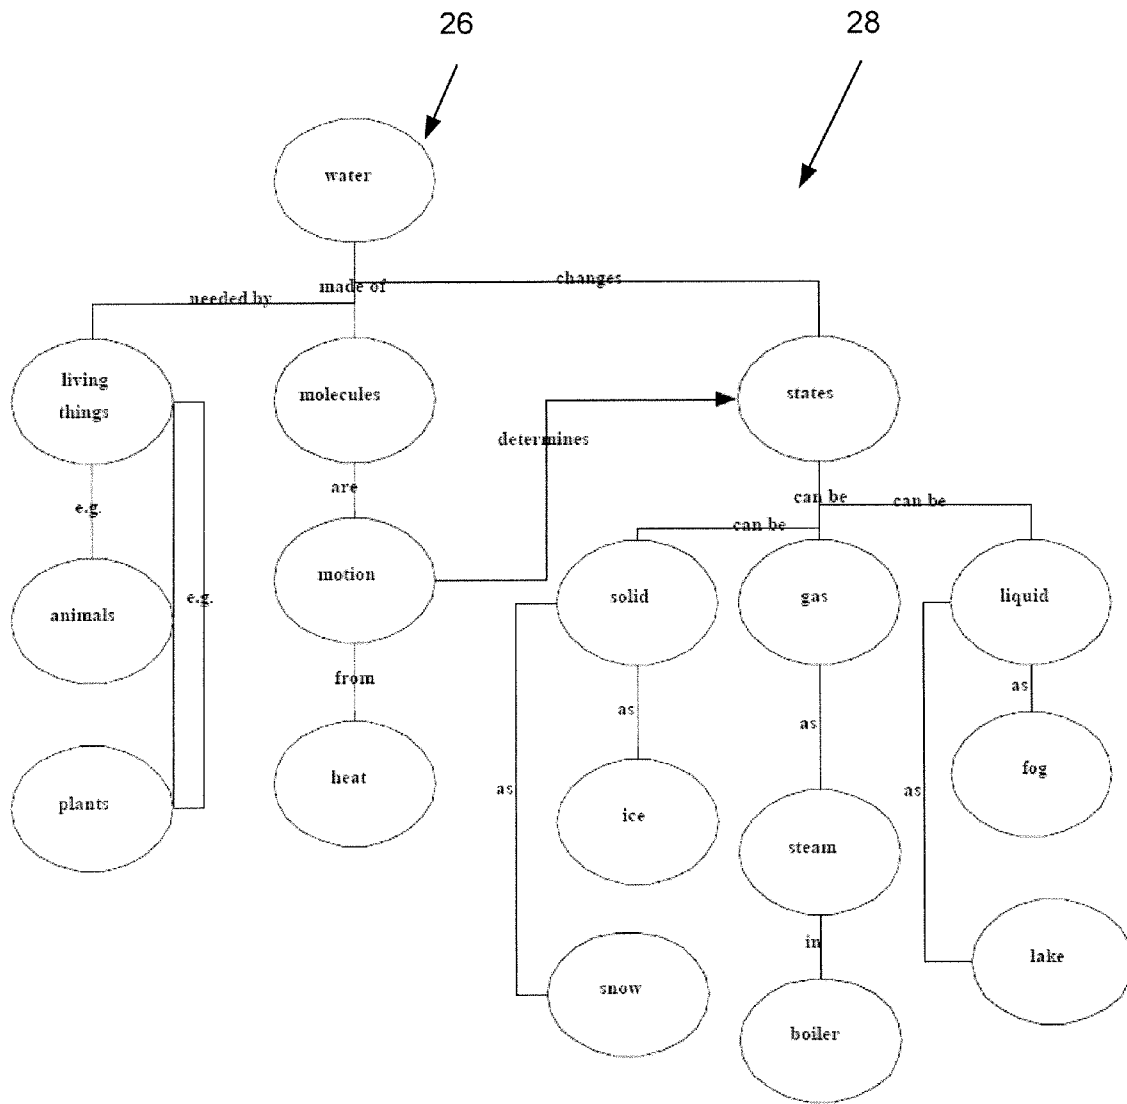 26
28
water
made of
changes
needed by
living
things
molecules
states
determines
are
e.g.
can be
can be
can be
motion
solid
gas
liquid
animals
e.g.
from
as
as
as
heat
fog
as
as
plants
ice
steam
in
lake
snow
boiler